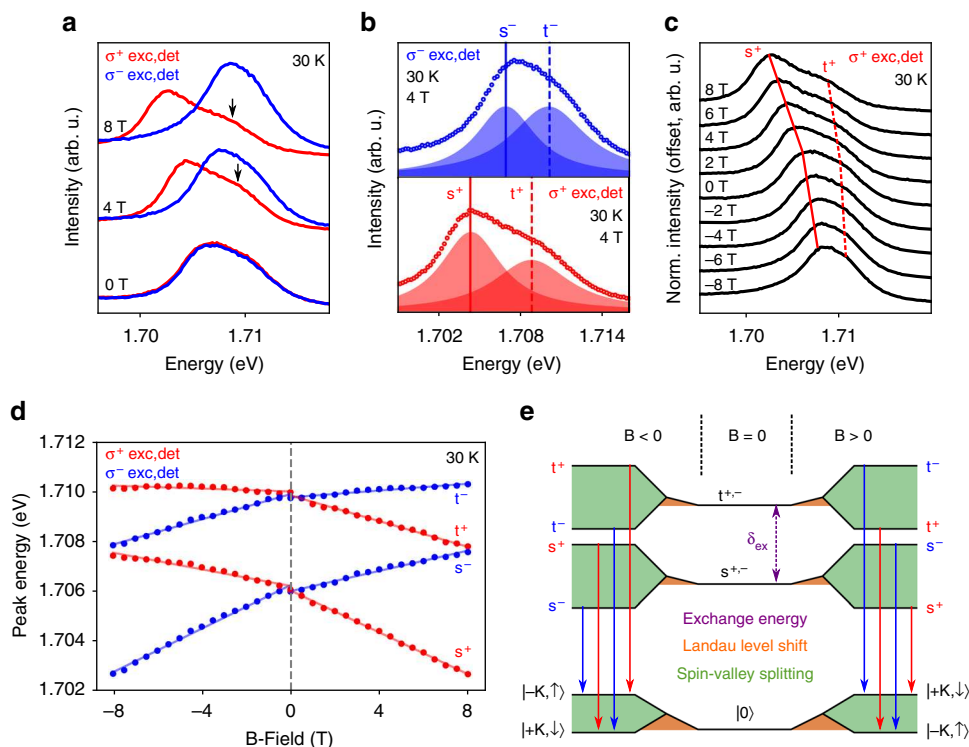 a
σ+ exc,det
σ− exc,det
30 K
8 T
4 T
0 T
Intensity (arb. u.)
1.70
1.71
Energy (eV)
b
s−
t−
σ− exc,det
30 K
4 T
s+
t+
σ+ exc,det
30 K
4 T
Intensity (arb. u.)
1.702
1.708
1.714
Energy (eV)
c
s+
t+
σ+ exc,det
30 K
8 T
6 T
4 T
2 T
0 T
−2 T
−4 T
−6 T
−8 T
Norm. intensity (offset, arb. u.)
1.70
1.71
Energy (eV)
d
σ+ exc,det
σ− exc,det
30 K
t−
t+
s−
s+
1.712
1.710
1.708
1.706
1.704
1.702
Peak energy (eV)
−8
−4
0
4
8
B-Field (T)
e
B < 0
B = 0
B > 0
t+
t−
s+
s−
t+,−
δex
s+,−
t−
t+
s−
s+
Exchange energy
Landau level shift
Spin-valley splitting
|−K,↑⟩
|+K,↓⟩
|0⟩
|+K,↓⟩
|−K,↑⟩